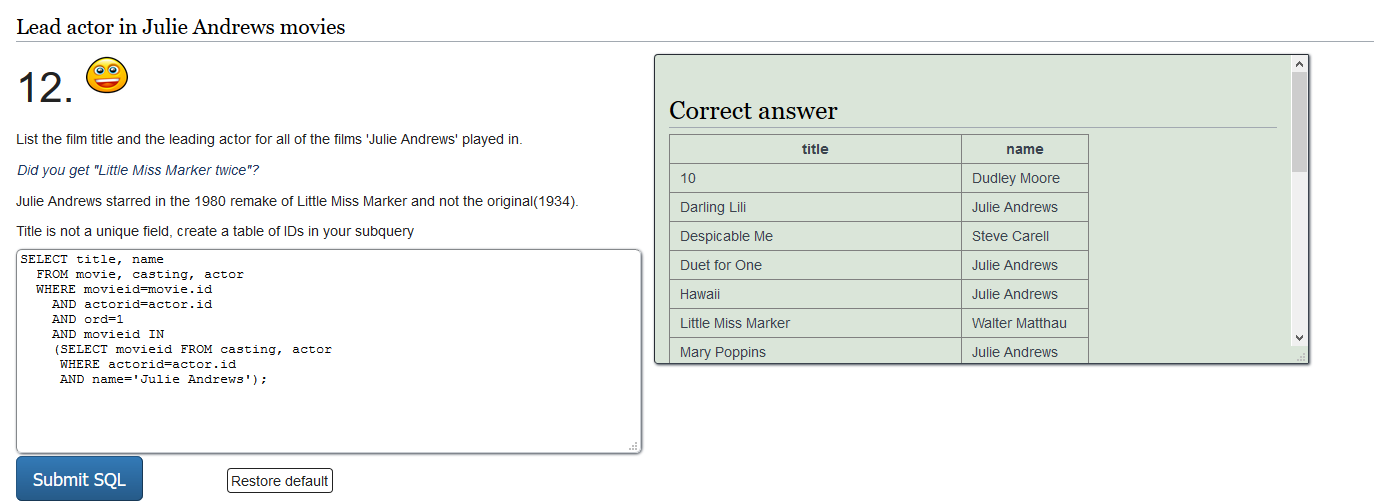 Lead actor in Julie Andrews movies
12.
List the film title and the leading actor for all of the films 'Julie Andrews' played in.
Did you get "Little Miss Marker twice"?
Julie Andrews starred in the 1980 remake of Little Miss Marker and not the original(1934).
Title is not a unique field, create a table of IDs in your subquery
SELECT title, name
FROM movie, casting, actor
WHERE movieid=movie.id
AND actorid=actor.id
AND ord=1
AND movieid IN
(SELECT movieid FROM casting, actor
WHERE actorid=actor.id
AND name='Julie Andrews');
Submit SQL
Restore default
Correct answer
title name
10 Dudley Moore
Darling Lili Julie Andrews
Despicable Me Steve Carell
Duet for One Julie Andrews
Hawaii Julie Andrews
Little Miss Marker Walter Matthau
Mary Poppins Julie Andrews